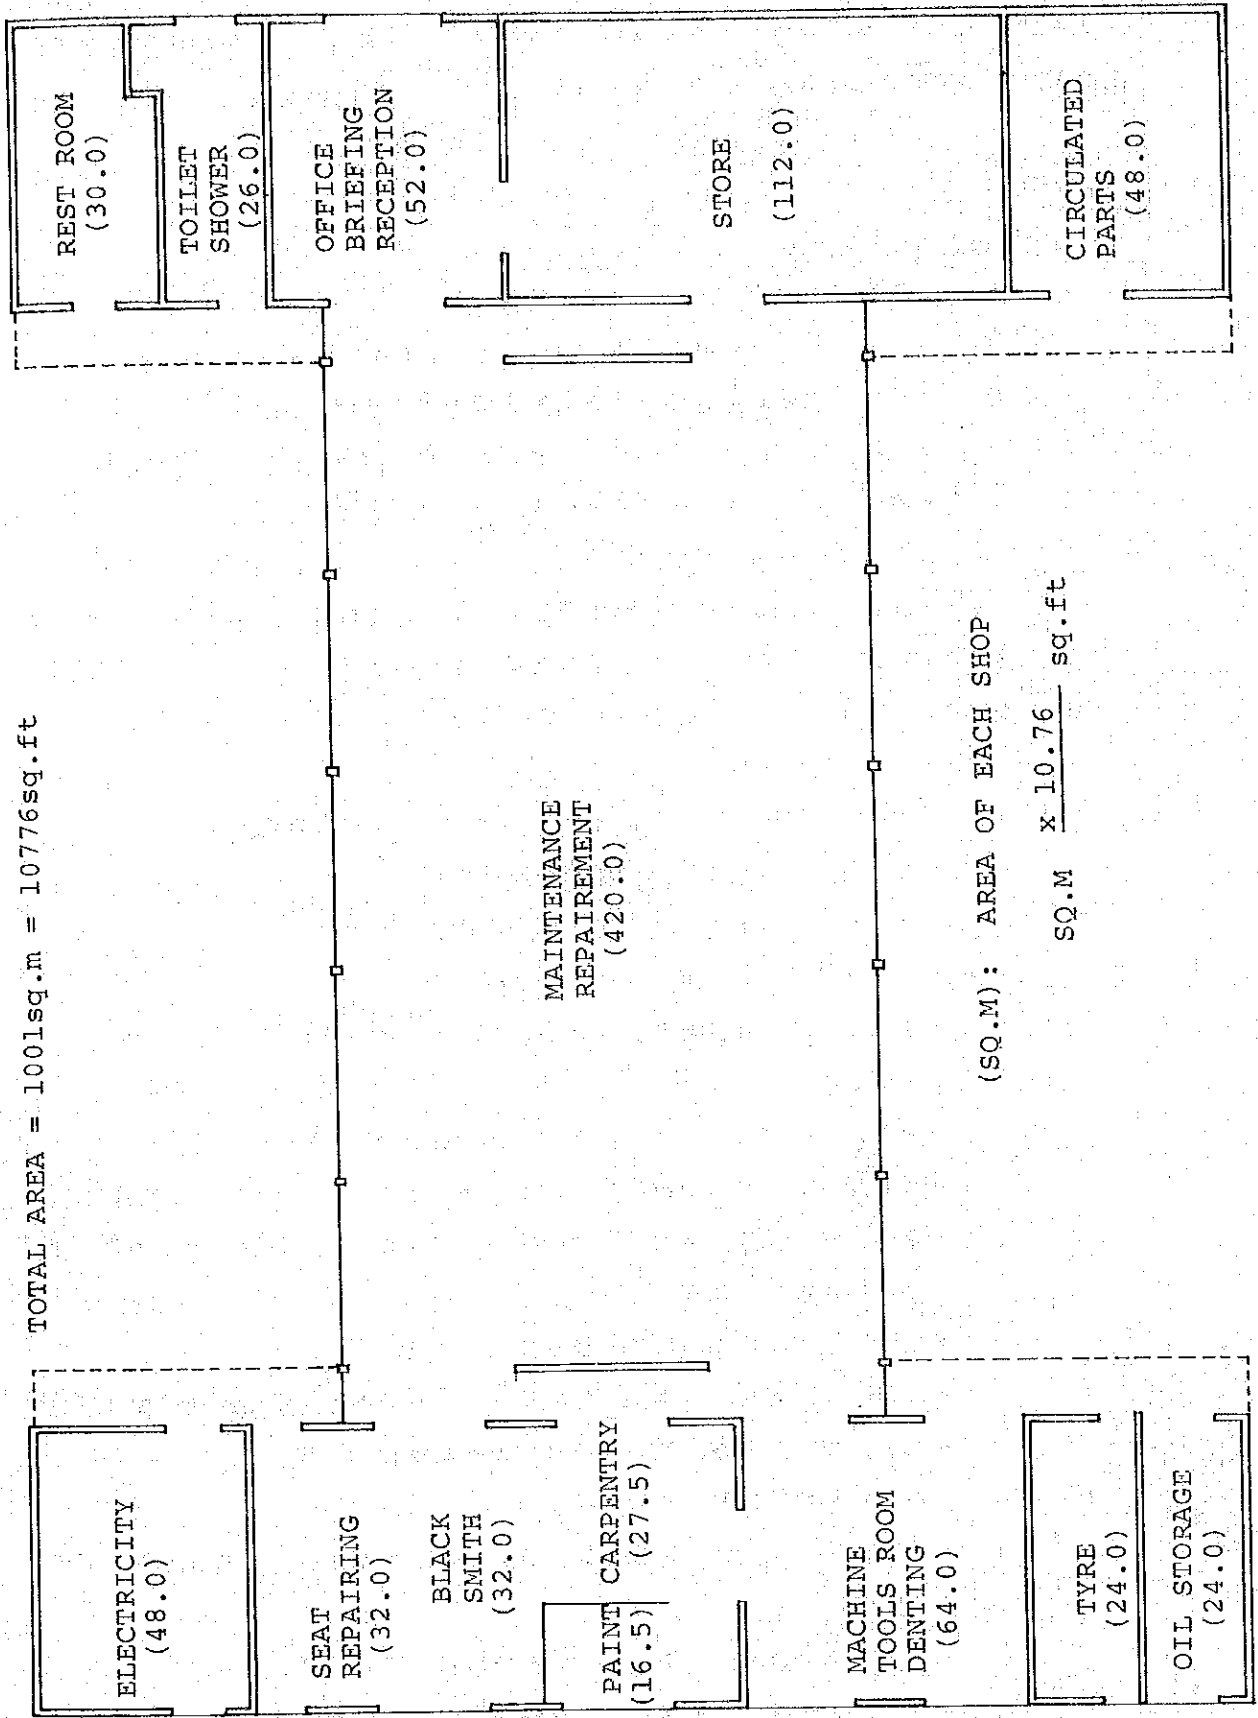 TOTAL AREA = 1001sq.m = 10776sq.ft
ELECTRICITY
(48.0)
SEAT
REPAIRING
(32.0)
BLACK
SMITH
(32.0)
PAINT
(16.5)
CARPENTRY
(27.5)
MACHINE
TOOLS ROOM
DENTING
(64.0)
TYRE
(24.0)
OIL STORAGE
(24.0)
MAINTENANCE
REPAIREMENT
(420.0)
(SQ.M): AREA OF EACH SHOP
SQ.M x 10.76 sq.ft
REST ROOM
(30.0)
TOILET
SHOWER
(26.0)
OFFICE
BRIEFING
RECEPTION
(52.0)
STORE
(112.0)
CIRCULATED
PARTS
(48.0)